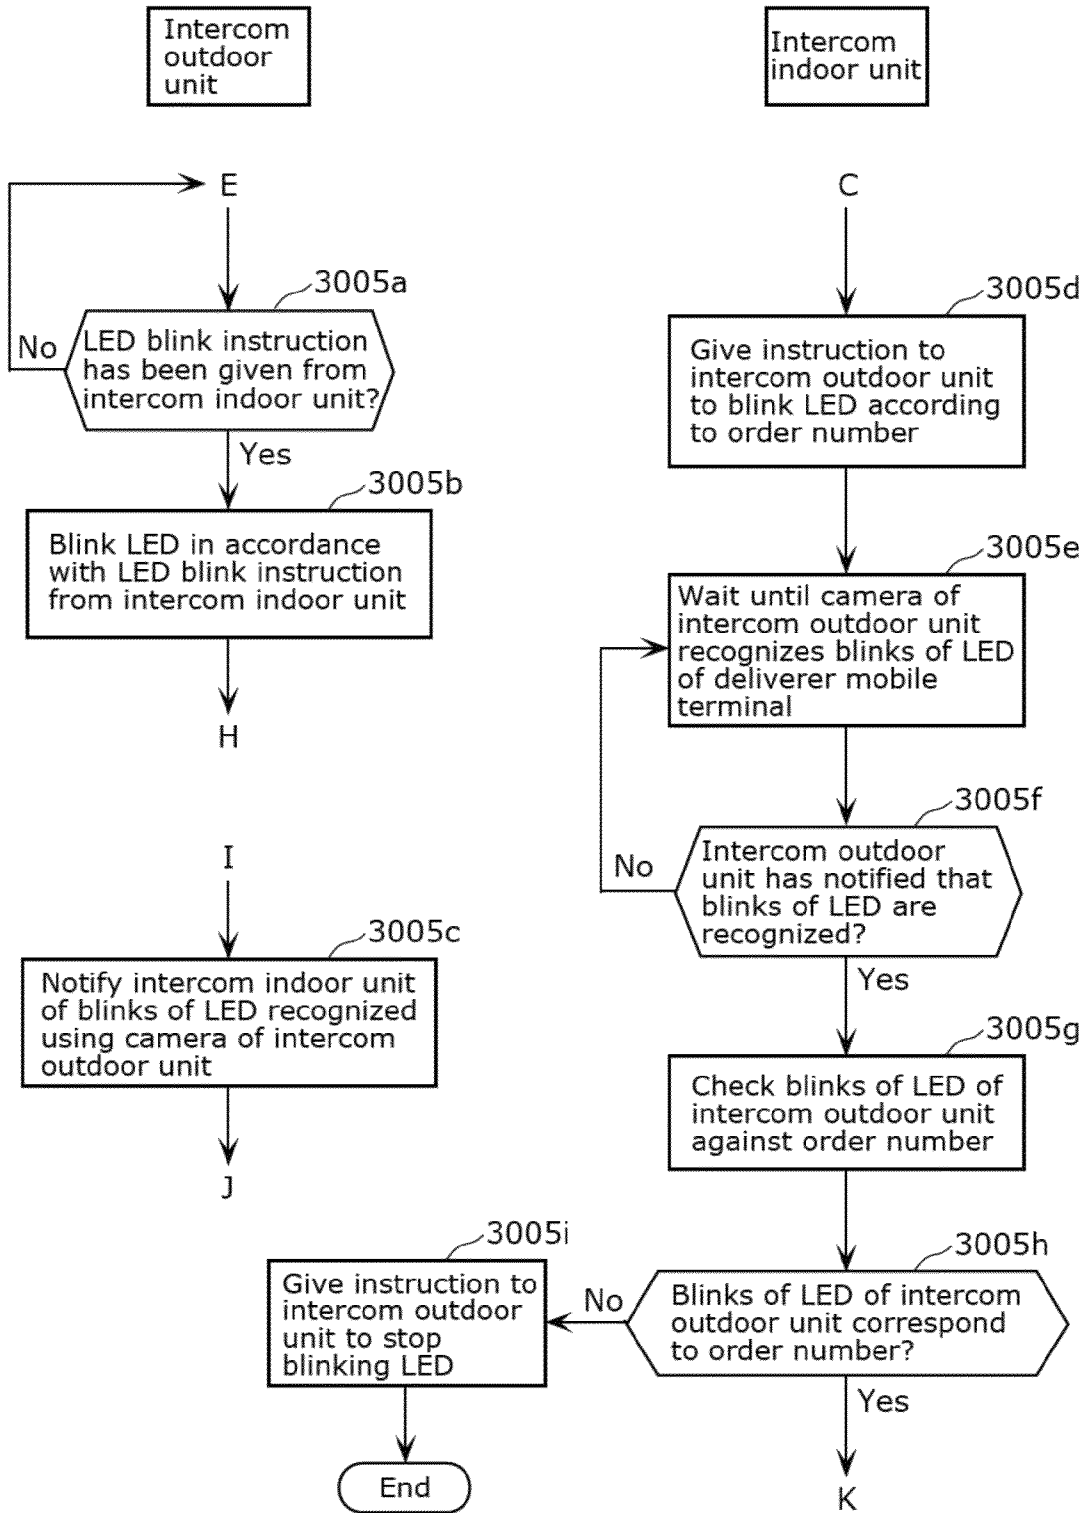 Intercom
outdoor
unit
Intercom
indoor unit
E
3005a
LED blink instruction
has been given from
intercom indoor unit?
No
Yes
3005b
Blink LED in accordance
with LED blink instruction
from intercom indoor unit
H
I
3005c
Notify intercom indoor unit
of blinks of LED recognized
using camera of intercom
outdoor unit
J
C
3005d
Give instruction to
intercom outdoor unit
to blink LED according
to order number
3005e
Wait until camera of
intercom outdoor unit
recognizes blinks of LED
of deliverer mobile
terminal
3005f
Intercom outdoor
unit has notified that
blinks of LED are
recognized?
No
Yes
3005g
Check blinks of LED of
intercom outdoor unit
against order number
3005h
Blinks of LED of intercom
outdoor unit correspond
to order number?
No
Yes
3005i
Give instruction to
intercom outdoor
unit to stop
blinking LED
End
K